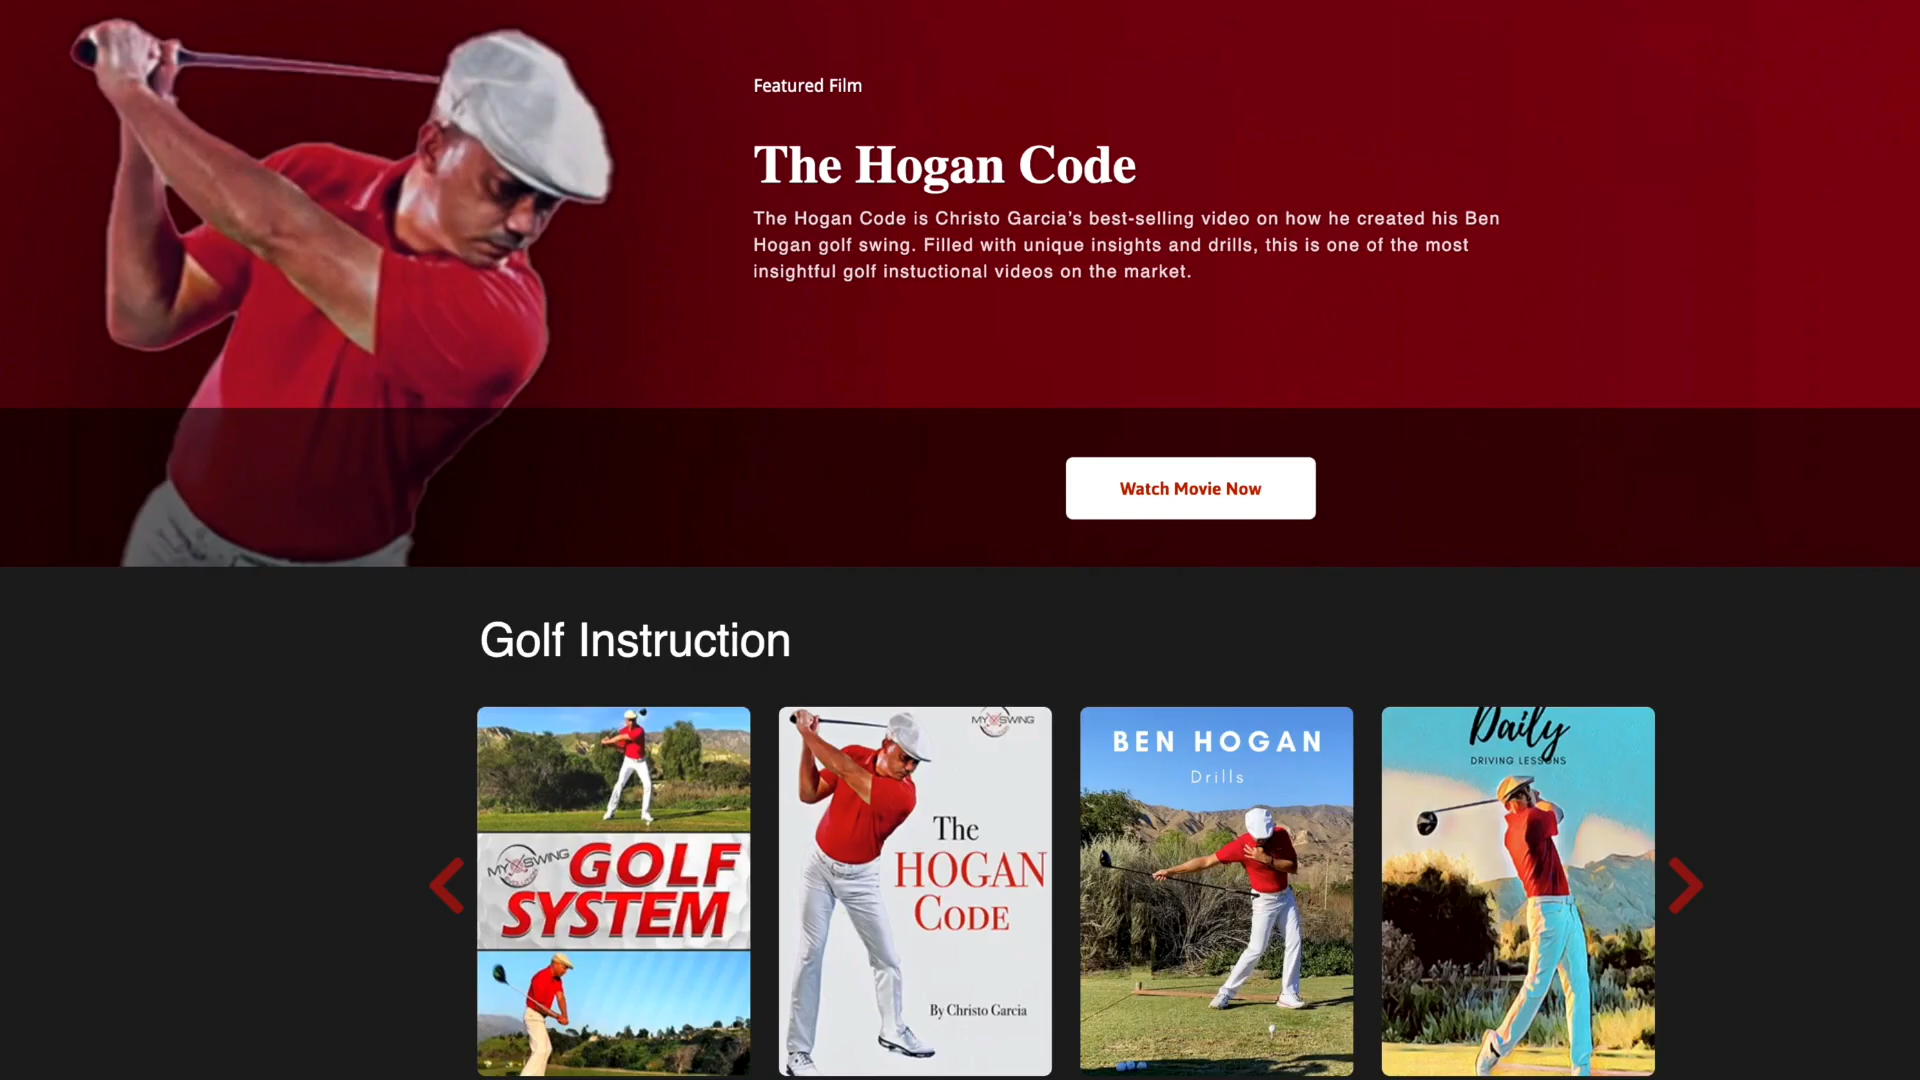 Featured Film
The Hogan Code
The Hogan Code is Christo Garcia’s best-selling video on how he created his Ben
Hogan golf swing. Filled with unique insights and drills, this is one of the most
insightful golf instuctional videos on the market.
Watch Movie Now
Golf Instruction
MY SWING
GOLF
SYSTEM
MY SWING
The
HOGAN
CODE
By Christo Garcia
BEN HOGAN
Drills
Daily
DRIVING LESSONS